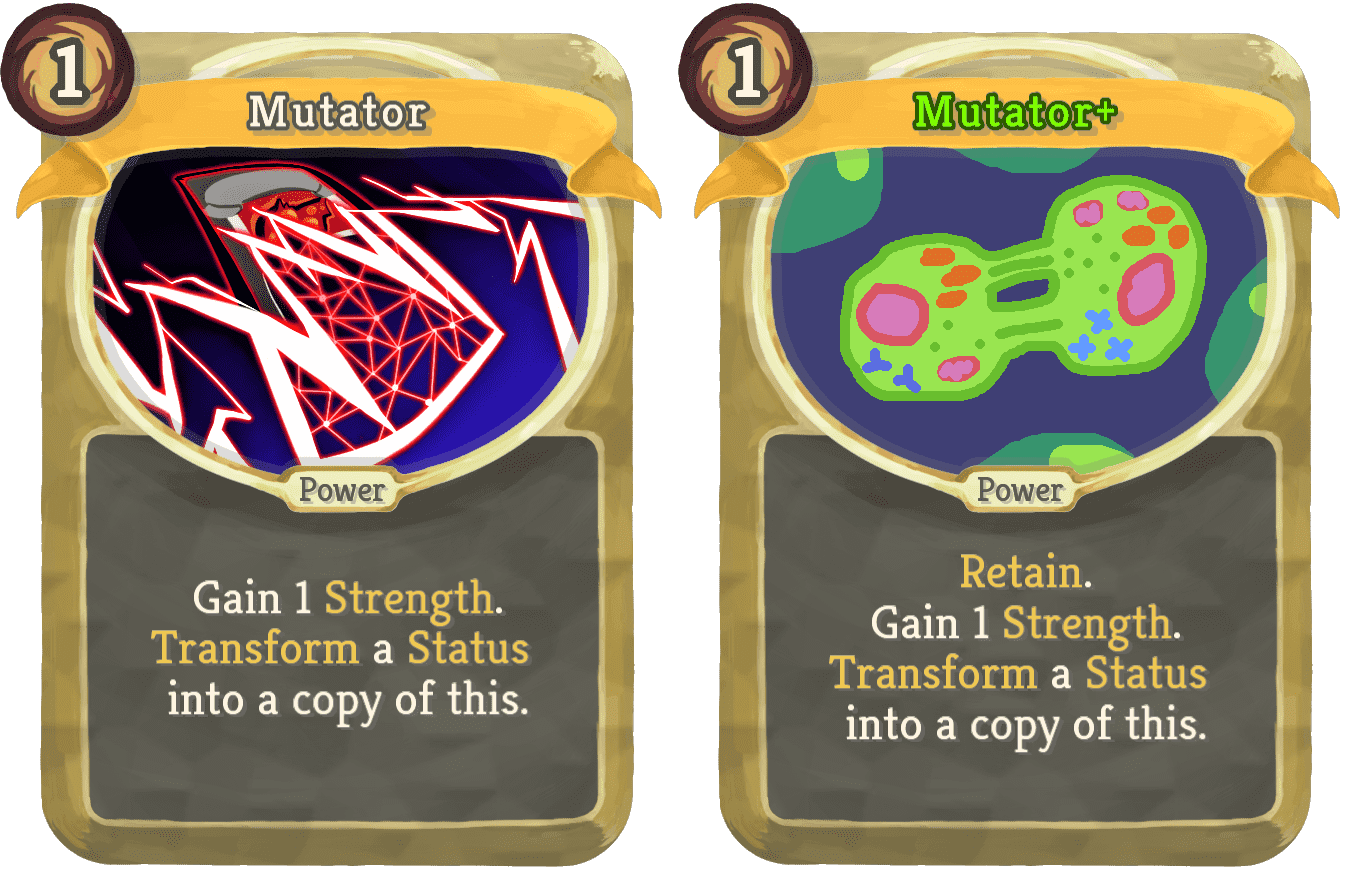 1
Mutator
Power
Gain 1 Strength.
Transform a Status
into a copy of this.
1
Mutator+
Power
Retain.
Gain 1 Strength.
Transform a Status
into a copy of this.